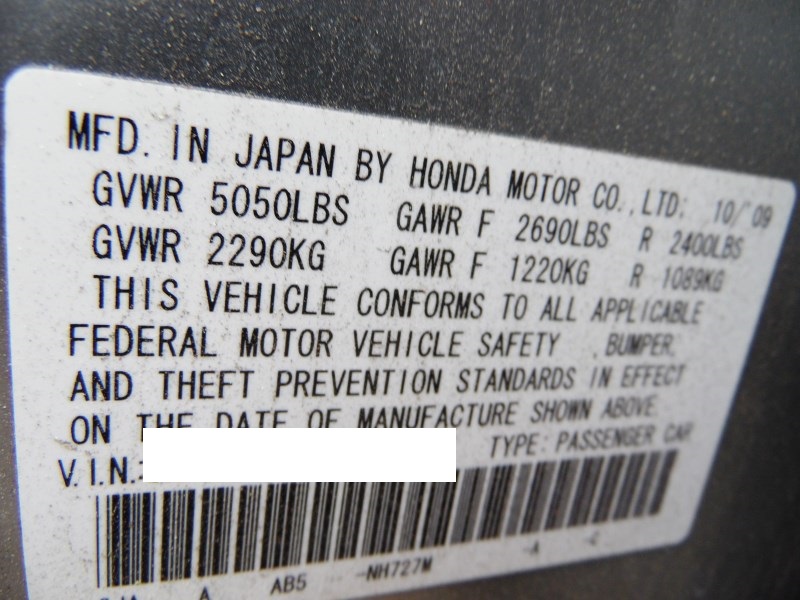 MFD. IN JAPAN BY HONDA MOTOR CO., LTD. 10/'09
GVWR 5050LBS GAWR F 2690LBS R 2400LBS
GVWR 2290KG GAWR F 1220KG R 1089KG
THIS VEHICLE CONFORMS TO ALL APPLICABLE
FEDERAL MOTOR VEHICLE SAFETY, BUMPER,
AND THEFT PREVENTION STANDARDS IN EFFECT
ON THE DATE OF MANUFACTURE SHOWN ABOVE.
V.I.N.: TYPE: PASSENGER CAR
A AB5 -NH727M -A -C